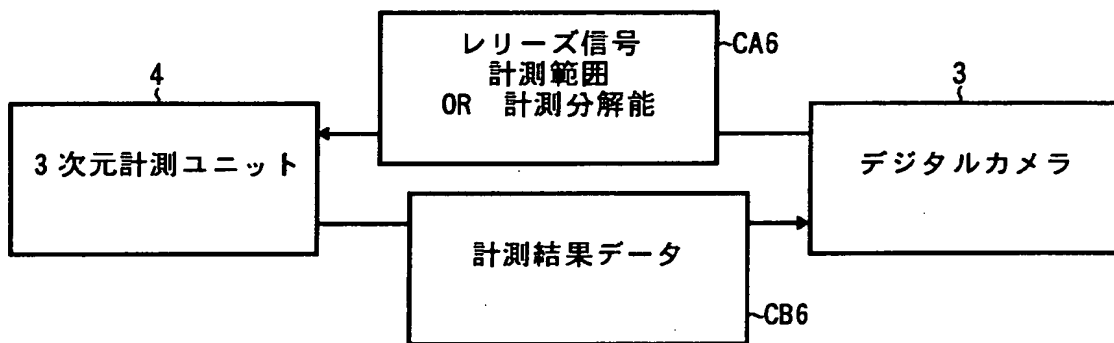 レリーズ信号
計測範囲
OR 計測分解能
CA6
4
3次元計測ユニット
3
デジタルカメラ
計測結果データ
CB6